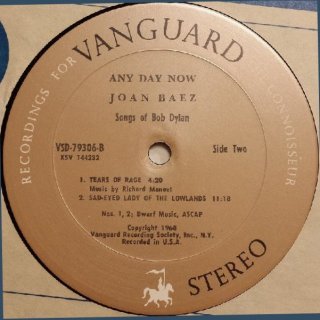 RECORDINGS FOR
VANGUARD
CONNOISSEUR
ANY DAY NOW
JOAN BAEZ
Songs of Bob Dylan
VSD-79306-B
XSV 144232
Side Two
1. TEARS OF RAGE 4:20
Music by Richard Manuel
2. SAD-EYED LADY OF THE LOWLANDS 11:18
Nos. 1, 2; Dwarf Music, ASCAP
Copyright 1968
Vanguard Recording Society, Inc., N.Y.
Recorded in U.S.A.
STEREO